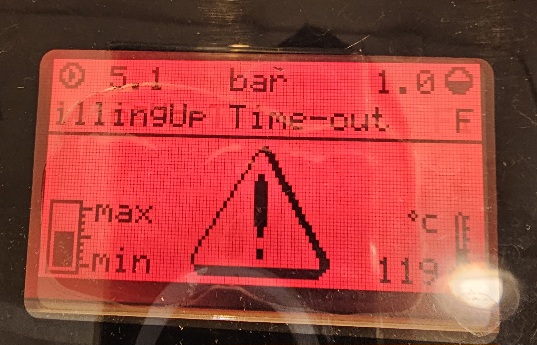 5.1 bar 1.0
illingUp Time-out F
max
°C
min 119